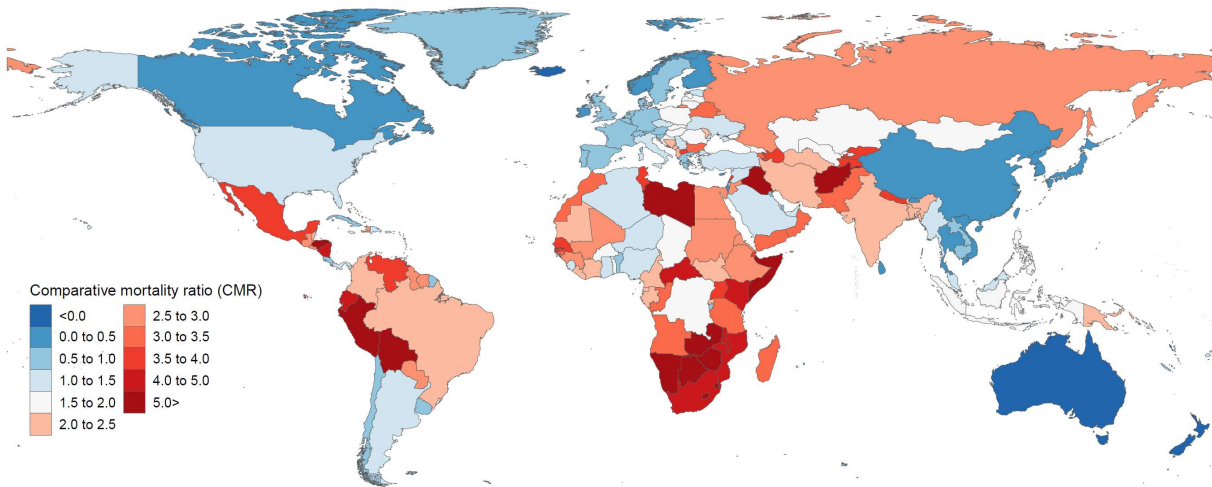 Comparative mortality ratio (CMR)
<0.0
0.0 to 0.5
0.5 to 1.0
1.0 to 1.5
1.5 to 2.0
2.0 to 2.5
2.5 to 3.0
3.0 to 3.5
3.5 to 4.0
4.0 to 5.0
5.0>